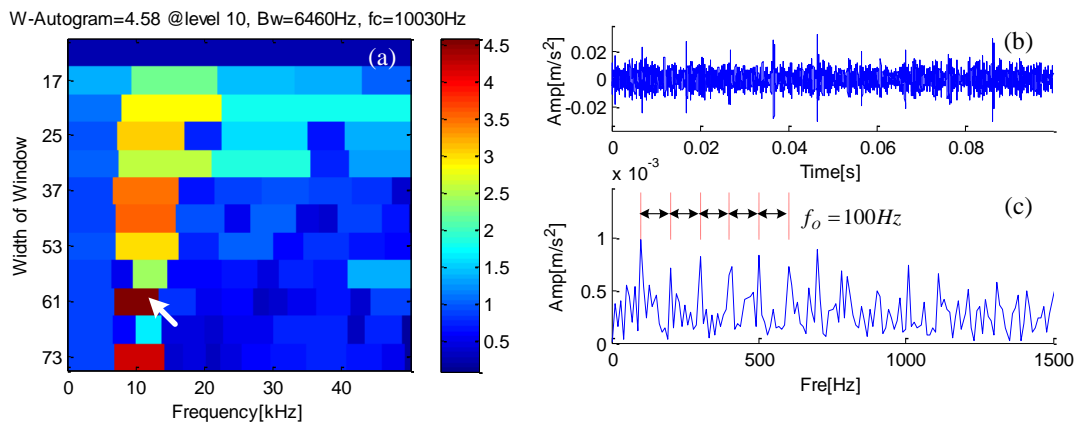 W-Autogram=4.58 @level 10, Bw=6460Hz, fc=10030Hz
(a)
Width of Window
17
25
37
53
61
73
0
10
20
30
40
Frequency[kHz]
4.5
4
3.5
3
2.5
2
1.5
1
0.5
(b)
Amp[m/s²]
0.02
0
-0.02
0
0.02
0.04
0.06
0.08
Time[s]
x 10⁻³
(c)
f₀ = 100Hz
Amp[m/s²]
1
0.5
0
0
500
1000
1500
Fre[Hz]